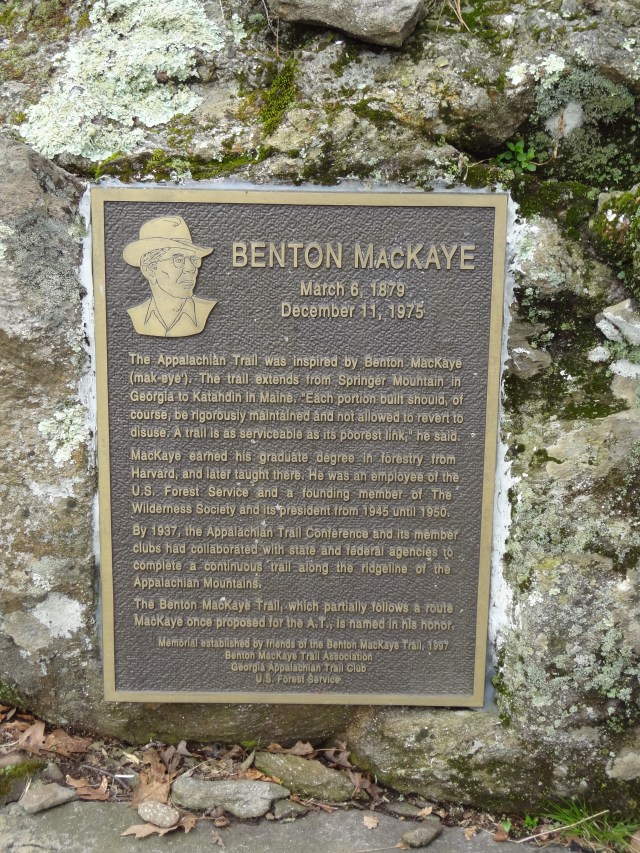 BENTON MACKAYE
March 6, 1879
December 11, 1975
The Appalachian Trail was inspired by Benton MacKaye
(mak-eye'). The trail extends from Springer Mountain in
Georgia to Katahdin in Maine. "Each portion built should, of
course, be rigorously maintained and not allowed to revert to
disuse. A trail is as serviceable as its poorest link," he said.
MacKaye earned his graduate degree in forestry from
Harvard, and later taught there. He was an employee of the
U.S. Forest Service and a founding member of The
Wilderness Society and its president from 1945 until 1950.
By 1937, the Appalachian Trail Conference and its member
clubs had collaborated with state and federal agencies to
complete a continuous trail along the ridgeline of the
Appalachian Mountains.
The Benton MacKaye Trail, which partially follows a route
MacKaye once proposed for the A.T., is named in his honor.
Memorial established by friends of the Benton MacKaye Trail, 1997
Benton MacKaye Trail Association
Georgia Appalachian Trail Club
U.S. Forest Service